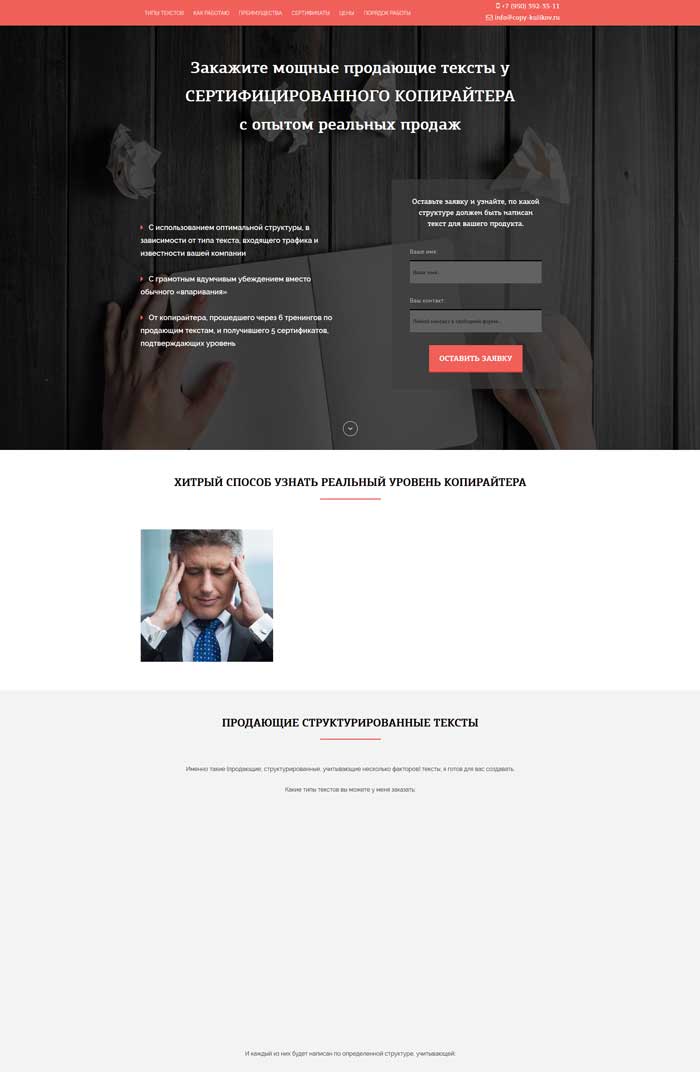 ТИПЫ ТЕКСТОВ КАК РАБОТАЮ ПРЕИМУЩЕСТВА СЕРТИФИКАТЫ ЦЕНЫ ПОРЯДОК РАБОТЫ
+7 (950) 592-35-11
info@copy-kulikov.ru
Закажите мощные продающие тексты у
СЕРТИФИЦИРОВАННОГО КОПИРАЙТЕРА
с опытом реальных продаж
С использованием оптимальной структуры, в
зависимости от типа текста, входящего трафика и
известности вашей компании
С грамотным вдумчивым убеждением вместо
обычного «впаривания»
От копирайтера, прошедшего через 6 тренингов по
продающим текстам, и получившего 5 сертификатов,
подтверждающих уровень
Оставьте заявку и узнайте, по какой
структуре должен быть написан
текст для вашего продукта.
Ваше имя:
Ваше имя...
Ваш контакт:
Любой контакт в свободной форме...
ОСТАВИТЬ ЗАЯВКУ
ХИТРЫЙ СПОСОБ УЗНАТЬ РЕАЛЬНЫЙ УРОВЕНЬ КОПИРАЙТЕРА
ПРОДАЮЩИЕ СТРУКТУРИРОВАННЫЕ ТЕКСТЫ
Именно такие (продающие, структурированные, учитывающие несколько факторов) тексты, я готов для вас создавать.
Какие типы текстов вы можете у меня заказать:
И каждый из них будет написан по определенной структуре, учитывающей: